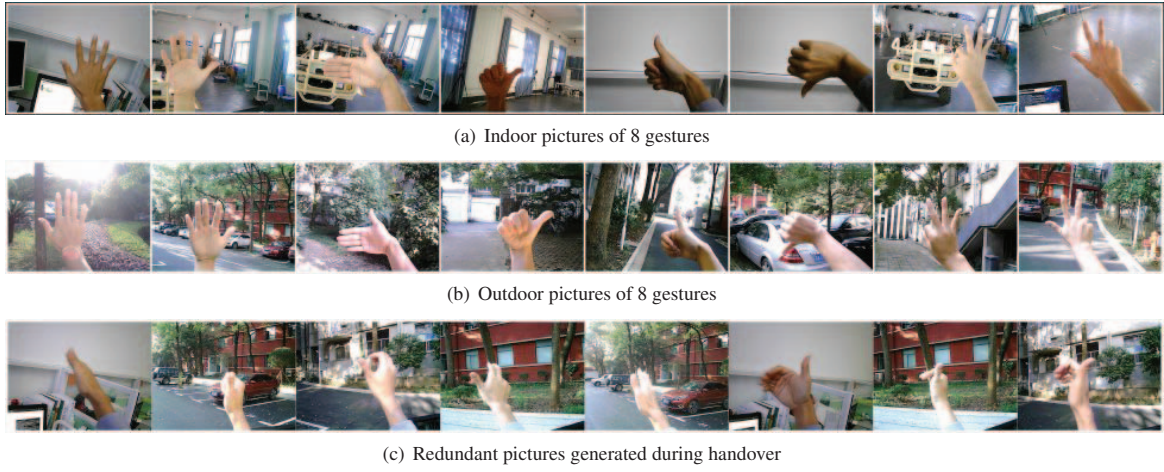 (a) Indoor pictures of 8 gestures
(b) Outdoor pictures of 8 gestures
(c) Redundant pictures generated during handover